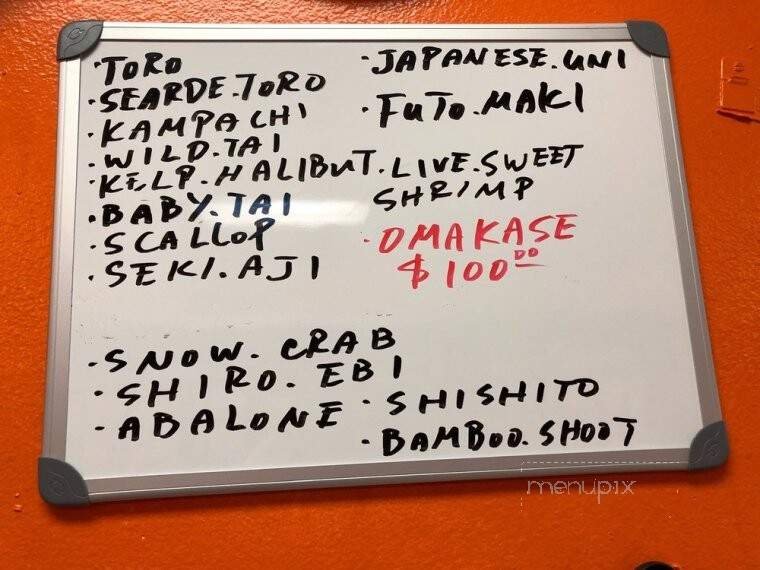 · TORO
· SEARDE.TORO
· KAMPACHI
· WILD.TAI
· KELP.HALIBUT
· BABY.TAI
· SCALLOP
· SEKI.AJI
· SNOW. CRAB
· SHIRO. EBI
· ABALONE
· JAPANESE.UNI
· FUTO.MAKI
· LIVE.SWEET
SHRIMP
· OMAKASE
$100.00
· SHISHITO
· BAMBOO.SHOOT
menupix